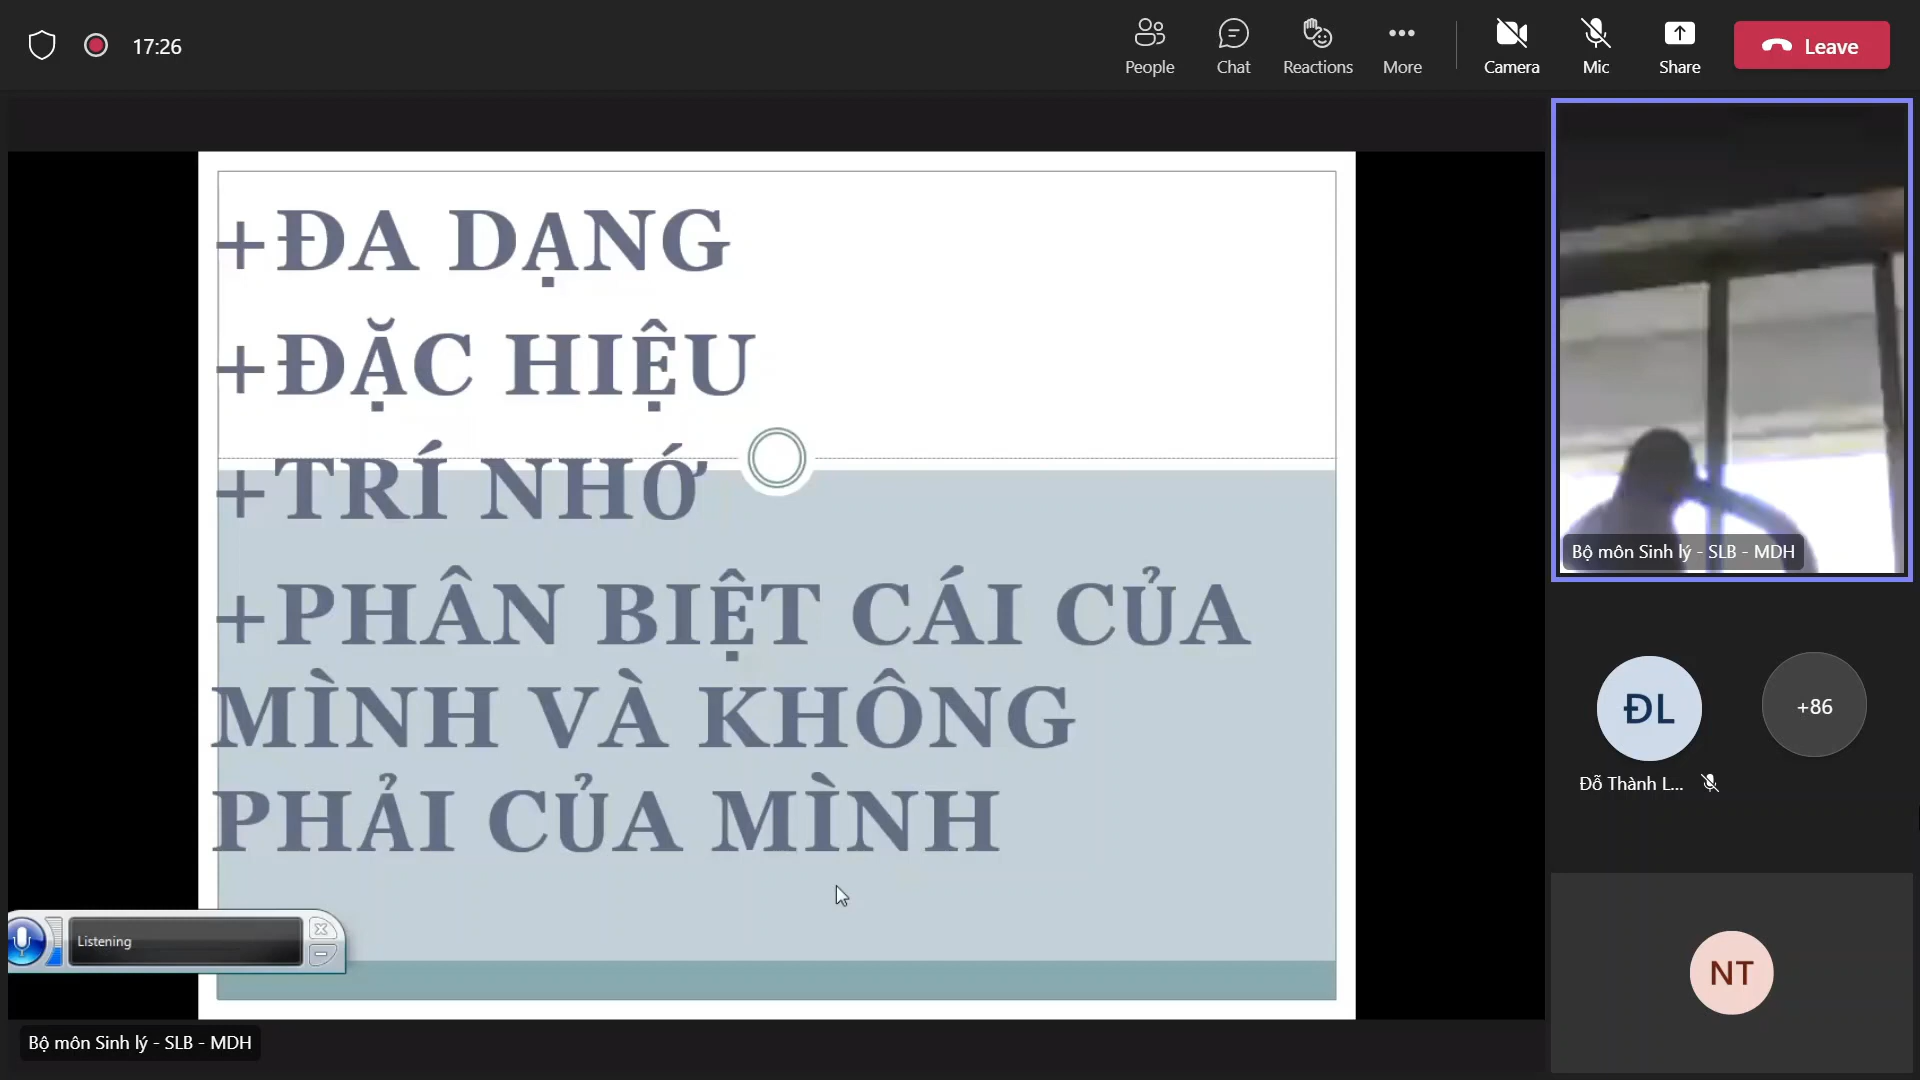 17:26
People
Chat
Reactions
More
Camera
Mic
Share
Leave
+ĐA DẠNG
+ĐẶC HIỆU
+TRÍ NHỚ
+PHÂN BIỆT CÁI CỦA
MÌNH VÀ KHÔNG
PHẢI CỦA MÌNH
Listening
Bộ môn Sinh lý - SLB - MDH
Bộ môn Sinh lý - SLB - MDH
ĐL
+86
Đỗ Thành L...
NT